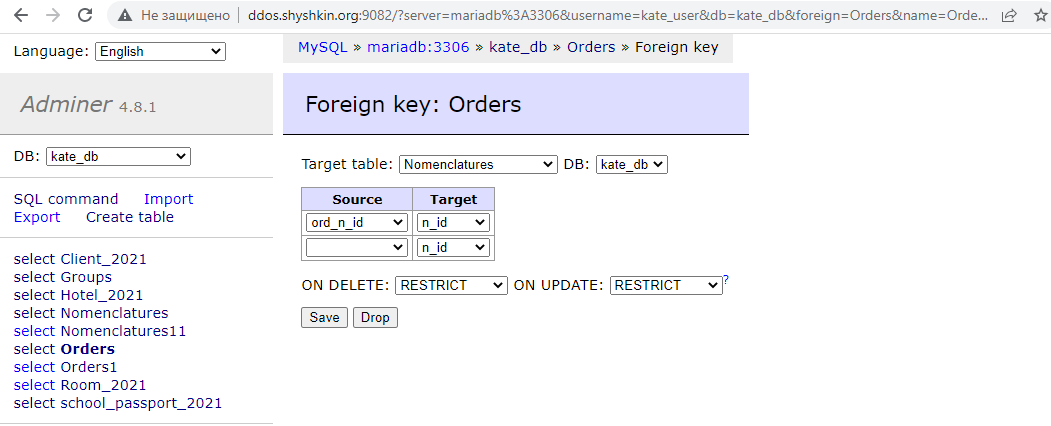 Не защищено ddos.shyshkin.org:9082/?server=mariadb%3A3306&username=kate_user&db=kate_db&foreign=Orders&name=Orde...
Language: English
MySQL » mariadb:3306 » kate_db » Orders » Foreign key
Adminer 4.8.1
Foreign key: Orders
DB: kate_db
Target table: Nomenclatures DB: kate_db
SQL command Import
Export Create table
Source Target
ord_n_id n_id
n_id
select Client_2021
select Groups
select Hotel_2021
select Nomenclatures
select Nomenclatures11
select Orders
select Orders1
select Room_2021
select school_passport_2021
ON DELETE: RESTRICT ON UPDATE: RESTRICT ?
Save Drop